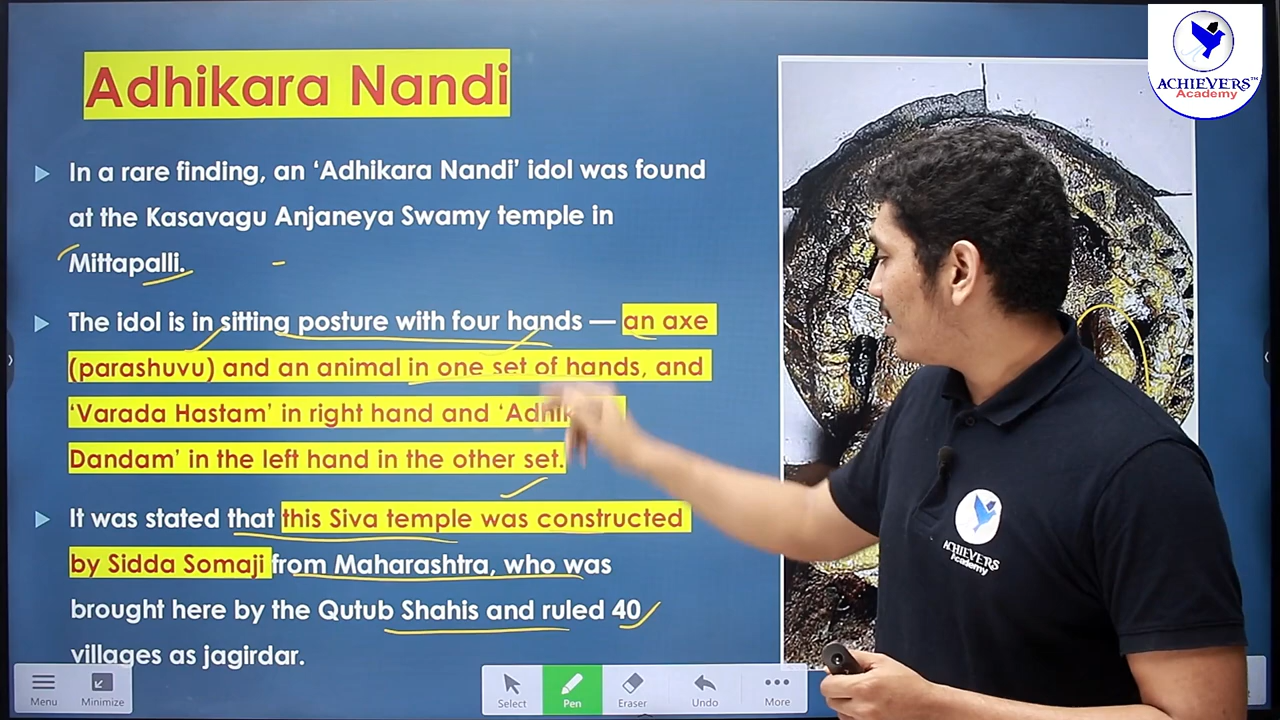 Adhikara Nandi
In a rare finding, an ‘Adhikara Nandi’ idol was found
at the Kasavagu Anjaneya Swamy temple in
Mittapalli.
The idol is in sitting posture with four hands — an axe
(parashuvu) and an animal in one set of hands, and
‘Varada Hastam’ in right hand and
Dandam’ in the left hand in the other set.
It was stated that this Siva temple was constructed
by Sidda Somaji from Maharashtra, who was
brought here by the Qutub Shahis and ruled 40
villages as jagirdar.
Menu
Minimize
Select
Pen
Eraser
Undo
More
ACHIEVERS™
Academy
ACHIEVERS
Academy